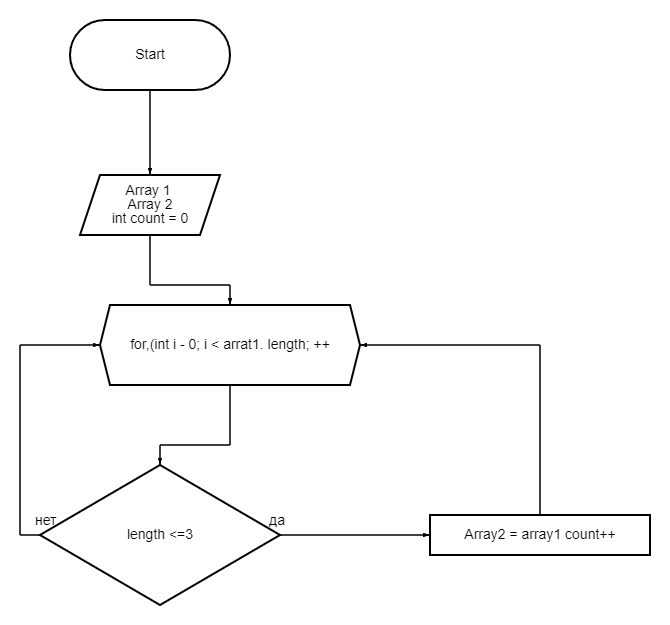 Start
Array 1
Array 2
int count = 0
for,(int i - 0; i < arrat1. length; ++
нет
да
length <=3
Array2 = array1 count++